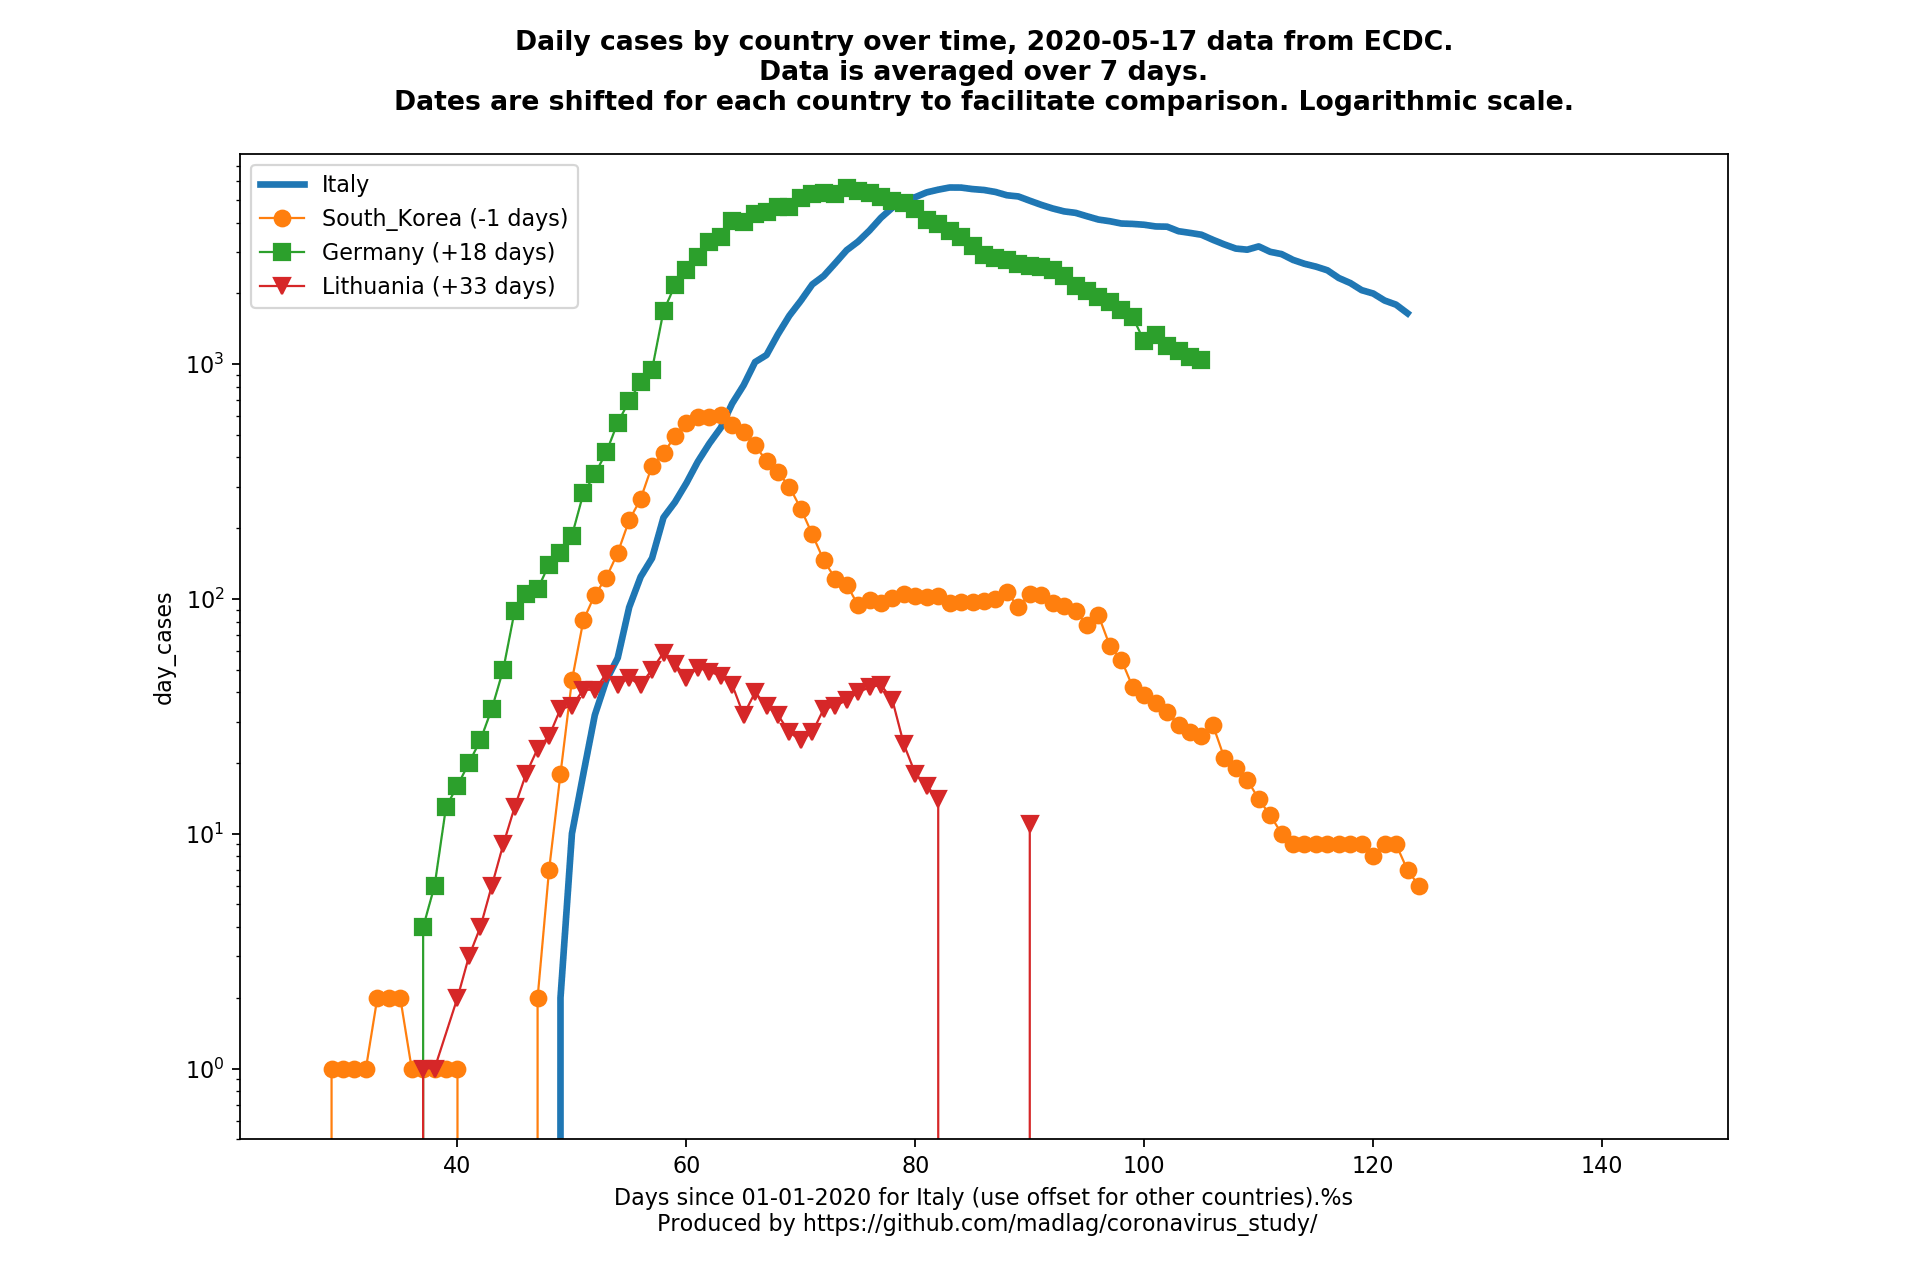 Daily cases by country over time, 2020-05-17 data from ECDC.
Data is averaged over 7 days.
Dates are shifted for each country to facilitate comparison. Logarithmic scale.
Italy
South_Korea (-1 days)
Germany (+18 days)
Lithuania (+33 days)
day_cases
10³
10²
10¹
10⁰
40 60 80 100 120 140
Days since 01-01-2020 for Italy (use offset for other countries).%s
Produced by https://github.com/madlag/coronavirus_study/